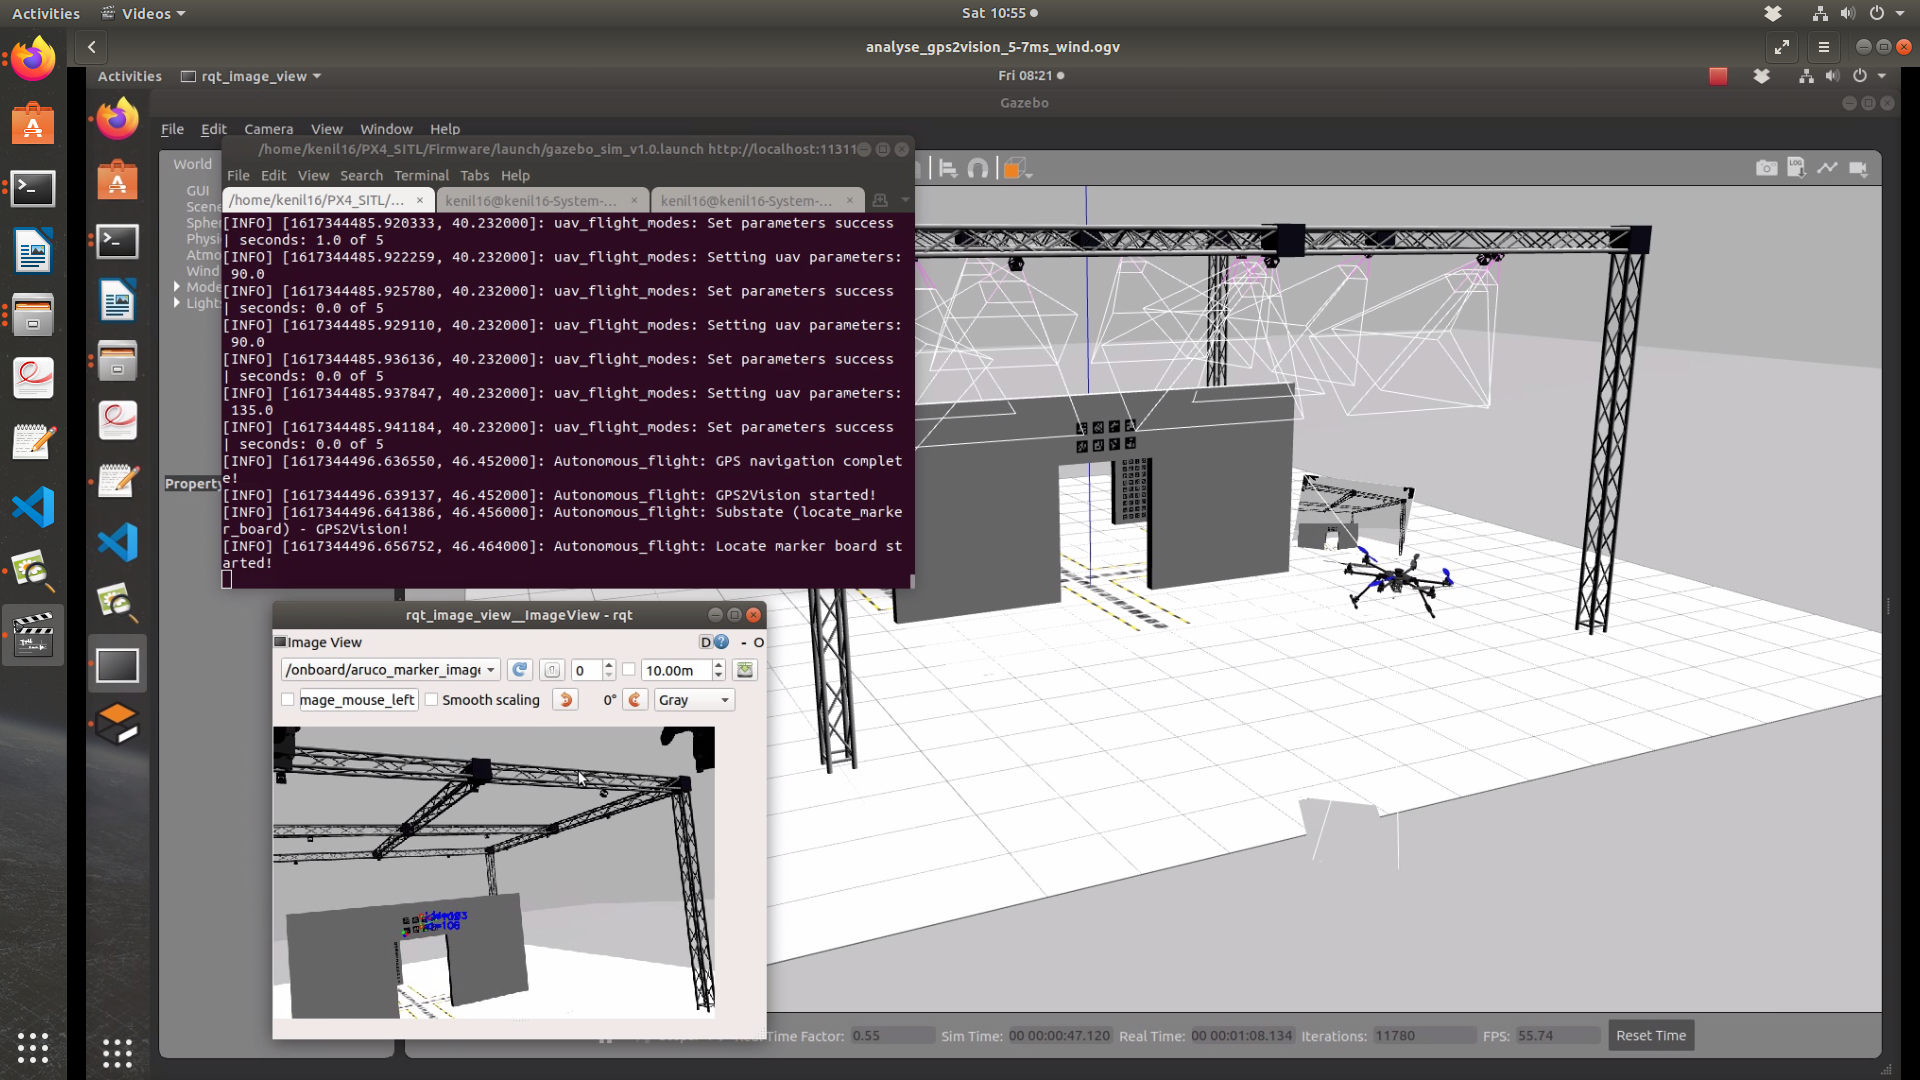 Activities
Videos
Sat 10:55
analyse_gps2vision_5-7ms_wind.ogv
Activities
rqt_image_view
Fri 08:21
Gazebo
File Edit Camera View Window Help
World
GUI
Scene
Spher
Physi
Atmo
Wind
Mode
Lights
Property
/home/kenil16/PX4_SITL/Firmware/launch/gazebo_sim_v1.0.launch http://localhost:11311
File Edit View Search Terminal Tabs Help
/home/kenil16/PX4_SITL/... ×
kenil16@kenil16-System-... ×
kenil16@kenil16-System-... ×
[INFO] [1617344485.920333, 40.232000]: uav_flight_modes: Set parameters success
| seconds: 1.0 of 5
[INFO] [1617344485.922259, 40.232000]: uav_flight_modes: Setting uav parameters:
90.0
[INFO] [1617344485.925780, 40.232000]: uav_flight_modes: Set parameters success
| seconds: 0.0 of 5
[INFO] [1617344485.929110, 40.232000]: uav_flight_modes: Setting uav parameters:
90.0
[INFO] [1617344485.936136, 40.232000]: uav_flight_modes: Set parameters success
| seconds: 0.0 of 5
[INFO] [1617344485.937847, 40.232000]: uav_flight_modes: Setting uav parameters:
135.0
[INFO] [1617344485.941184, 40.232000]: uav_flight_modes: Set parameters success
| seconds: 0.0 of 5
[INFO] [1617344496.636550, 46.452000]: Autonomous_flight: GPS navigation complet
e!
[INFO] [1617344496.639137, 46.452000]: Autonomous_flight: GPS2Vision started!
[INFO] [1617344496.641386, 46.456000]: Autonomous_flight: Substate (locate_marke
r_board) - GPS2Vision!
[INFO] [1617344496.656752, 46.464000]: Autonomous_flight: Locate marker board st
arted!
rqt_image_view__ImageView - rqt
Image View
D - O
/onboard/aruco_marker_image
0
10.00m
mage_mouse_left
Smooth scaling
0°
Gray
Time Factor: 0.55
Sim Time: 00 00:00:47.120
Real Time: 00 00:01:08.134
Iterations: 11780
FPS: 55.74
Reset Time